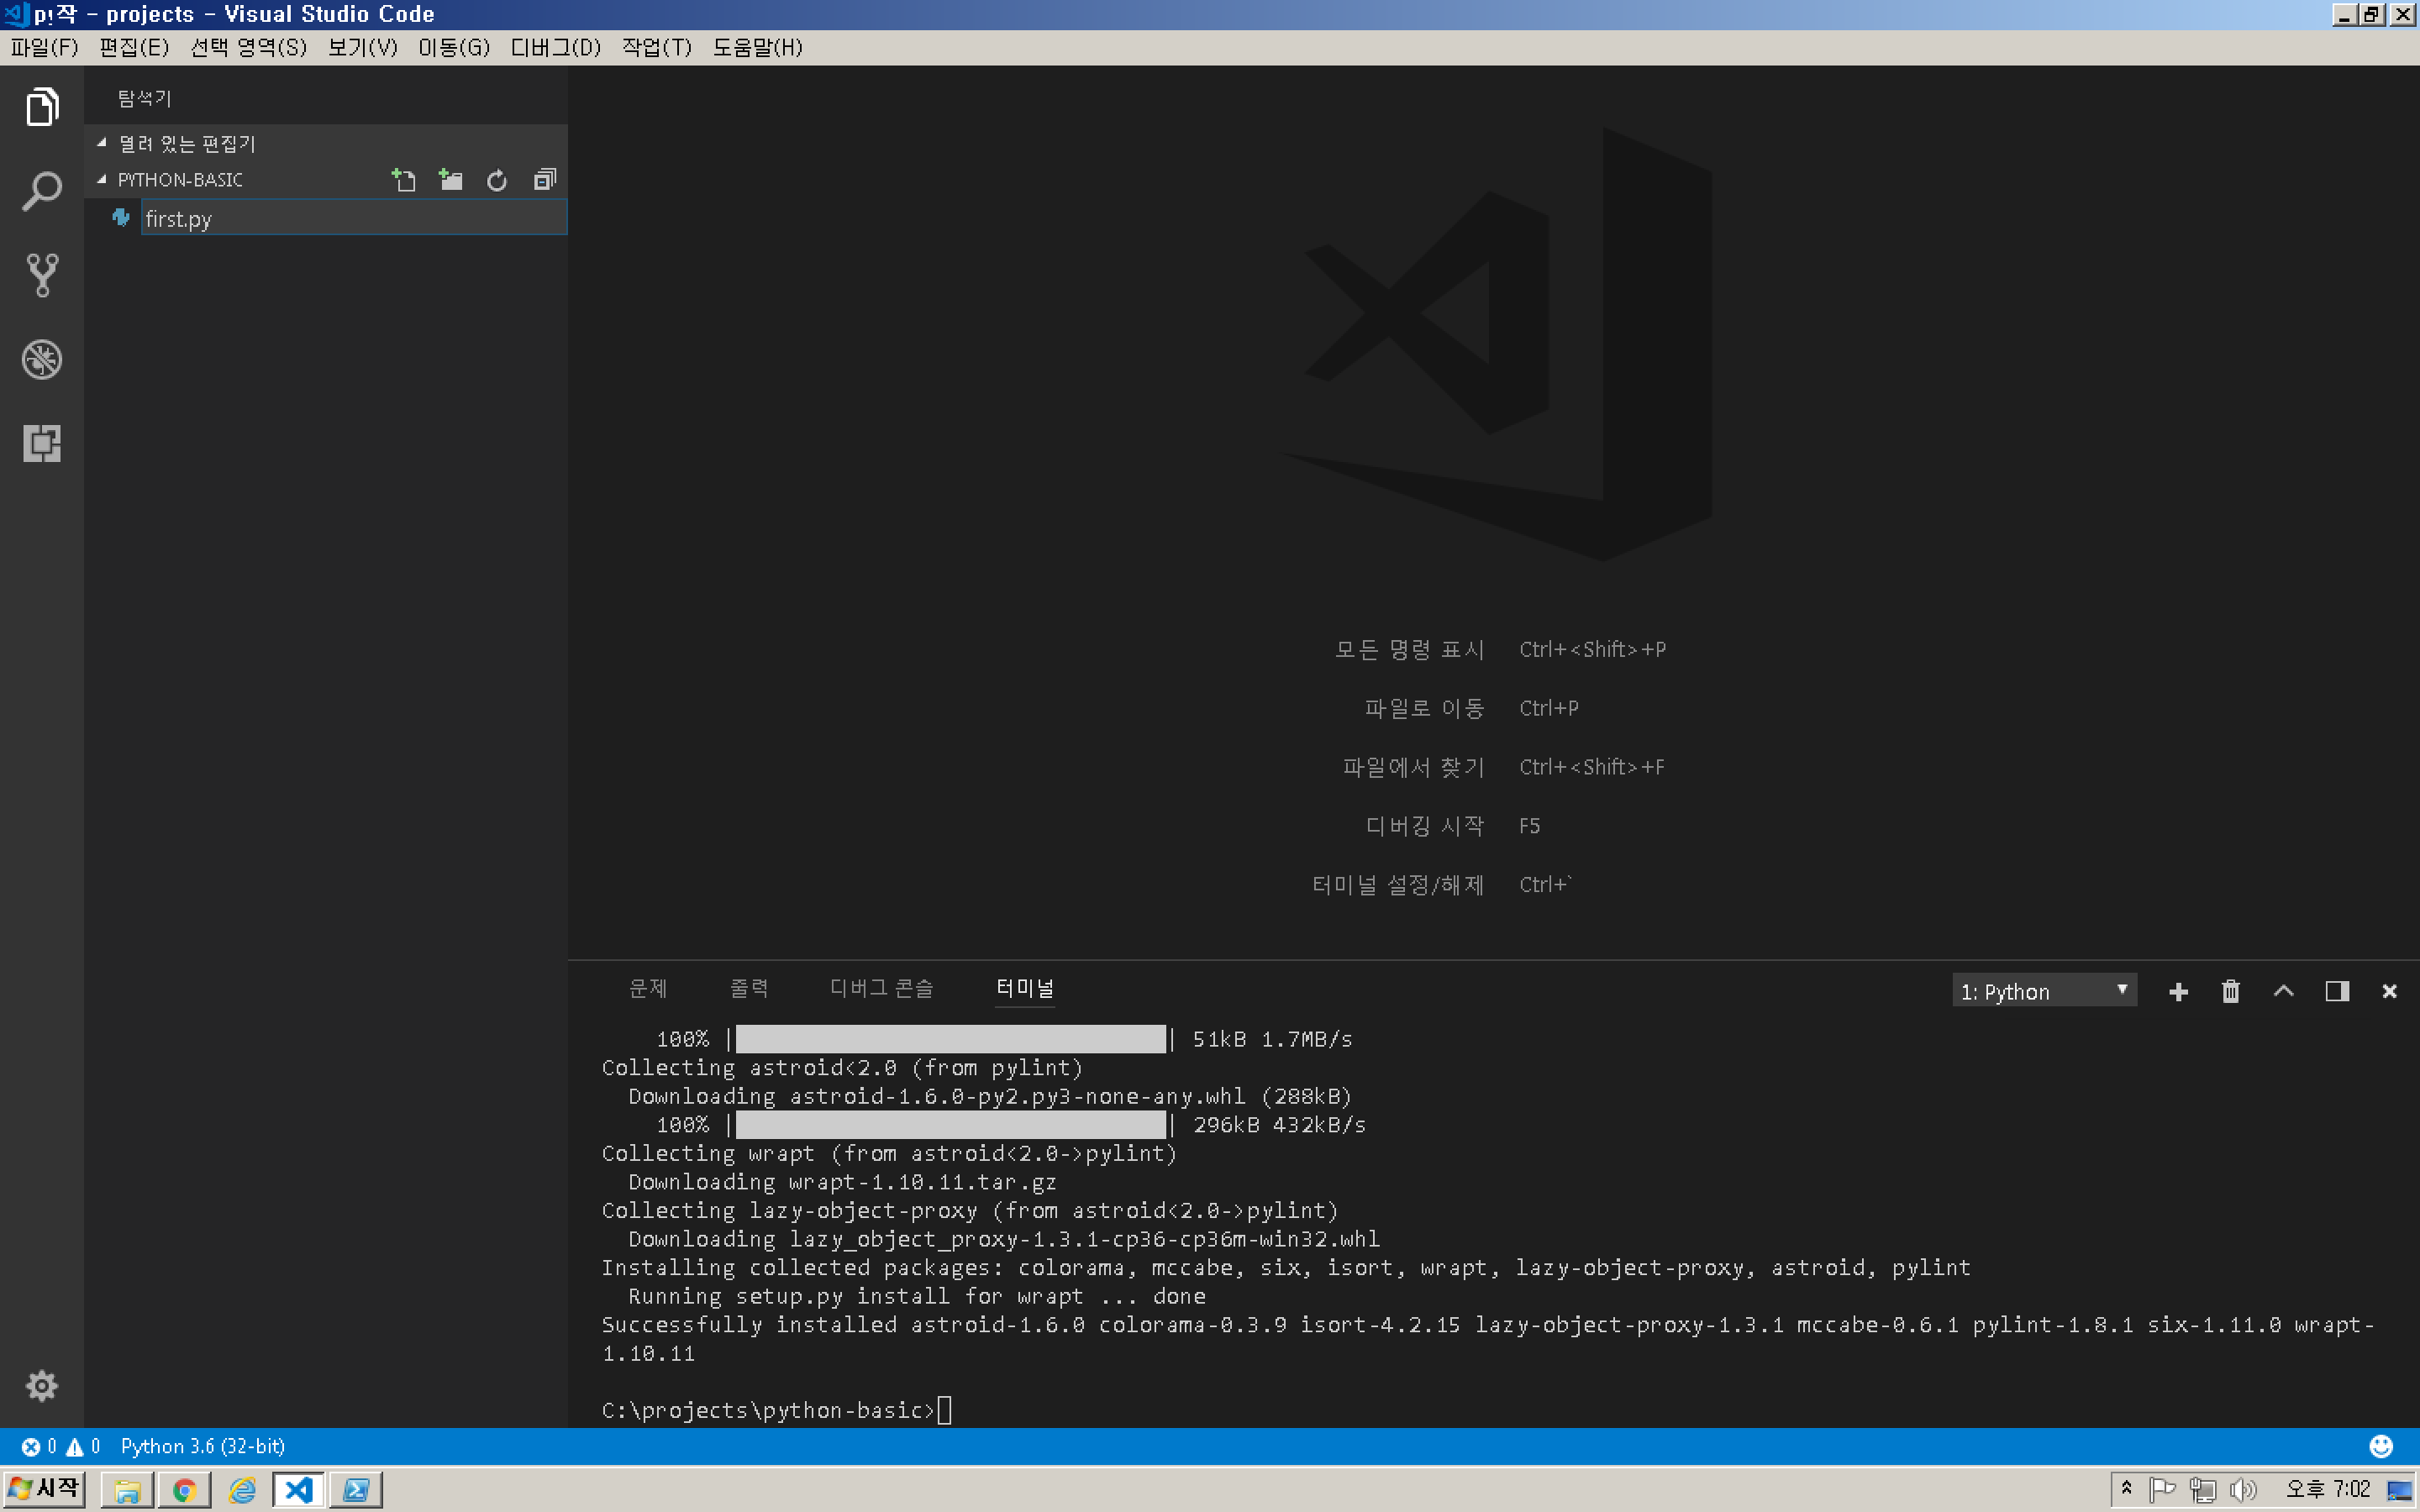 p!작 - projects - Visual Studio Code
파일(F) 편집(E) 선택 영역(S) 보기(V) 이동(G) 디버그(D) 작업(T) 도움말(H)
탐색기
열려 있는 편집기
PYTHON-BASIC
first.py
모든 명령 표시 Ctrl+<Shift>+P
파일로 이동 Ctrl+P
파일에서 찾기 Ctrl+<Shift>+F
디버깅 시작 F5
터미널 설정/해제 Ctrl+`
문제 출력 디버그 콘솔 터미널 1: Python
100% | | 51kB 1.7MB/s
Collecting astroid<2.0 (from pylint)
Downloading astroid-1.6.0-py2.py3-none-any.whl (288kB)
100% | | 296kB 432kB/s
Collecting wrapt (from astroid<2.0->pylint)
Downloading wrapt-1.10.11.tar.gz
Collecting lazy-object-proxy (from astroid<2.0->pylint)
Downloading lazy_object_proxy-1.3.1-cp36-cp36m-win32.whl
Installing collected packages: colorama, mccabe, six, isort, wrapt, lazy-object-proxy, astroid, pylint
Running setup.py install for wrapt ... done
Successfully installed astroid-1.6.0 colorama-0.3.9 isort-4.2.15 lazy-object-proxy-1.3.1 mccabe-0.6.1 pylint-1.8.1 six-1.11.0 wrapt-
1.10.11
C:\projects\python-basic>
0 0 Python 3.6 (32-bit)
시작 오후 7:02